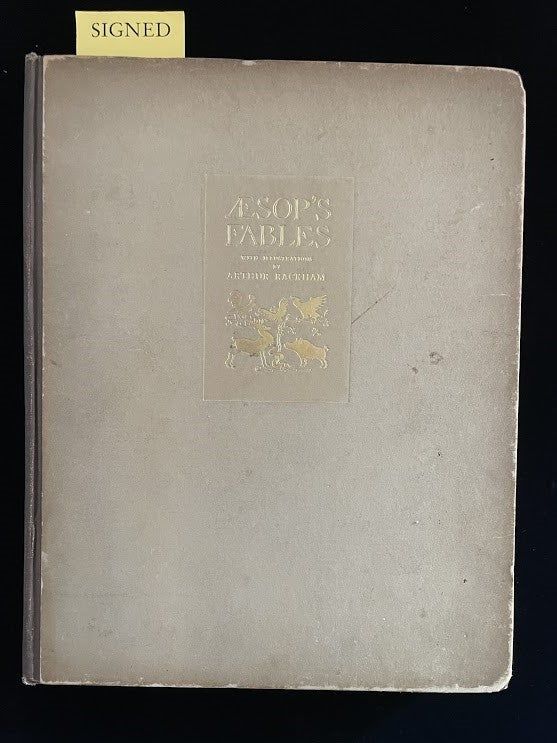 SIGNED
ÆSOP'S
FABLES
WITH ILLUSTRATIONS
BY
ARTHUR RACKHAM